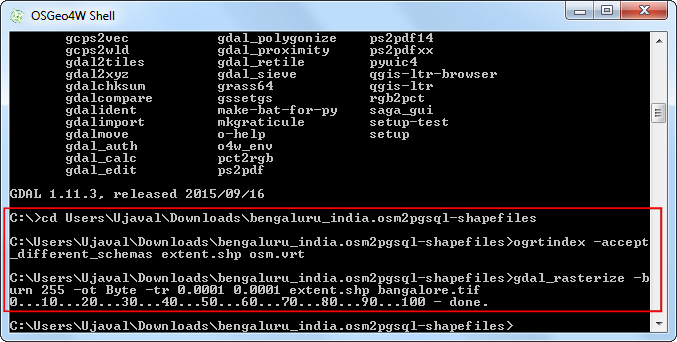 OSGeo4W Shell
gcps2vec gdal_polygonize ps2pdf14
gcps2wld gdal_proximity ps2pdfxx
gdal2tiles gdal_retile pyuic4
gdal2xyz gdal_sieve qgis-ltr-browser
gdalchksum grass64 qgis-ltr
gdalcompare gssetgs rgb2pct
gdalident make-bat-for-py saga_gui
gdalimport mkgraticule setup-test
gdalmove o-help setup
gdal_auth o4w_env
gdal_calc pct2rgb
gdal_edit ps2pdf
GDAL 1.11.3, released 2015/09/16
C:\>cd Users\Ujaval\Downloads\bengaluru_india.osm2pgsql-shapefiles
C:\Users\Ujaval\Downloads\bengaluru_india.osm2pgsql-shapefiles>ogrtindex -accept
_different_schemas extent.shp osm.vrt
C:\Users\Ujaval\Downloads\bengaluru_india.osm2pgsql-shapefiles>gdal_rasterize -b
urn 255 -ot Byte -tr 0.0001 0.0001 extent.shp bangalore.tif
0...10...20...30...40...50...60...70...80...90...100 - done.
C:\Users\Ujaval\Downloads\bengaluru_india.osm2pgsql-shapefiles>